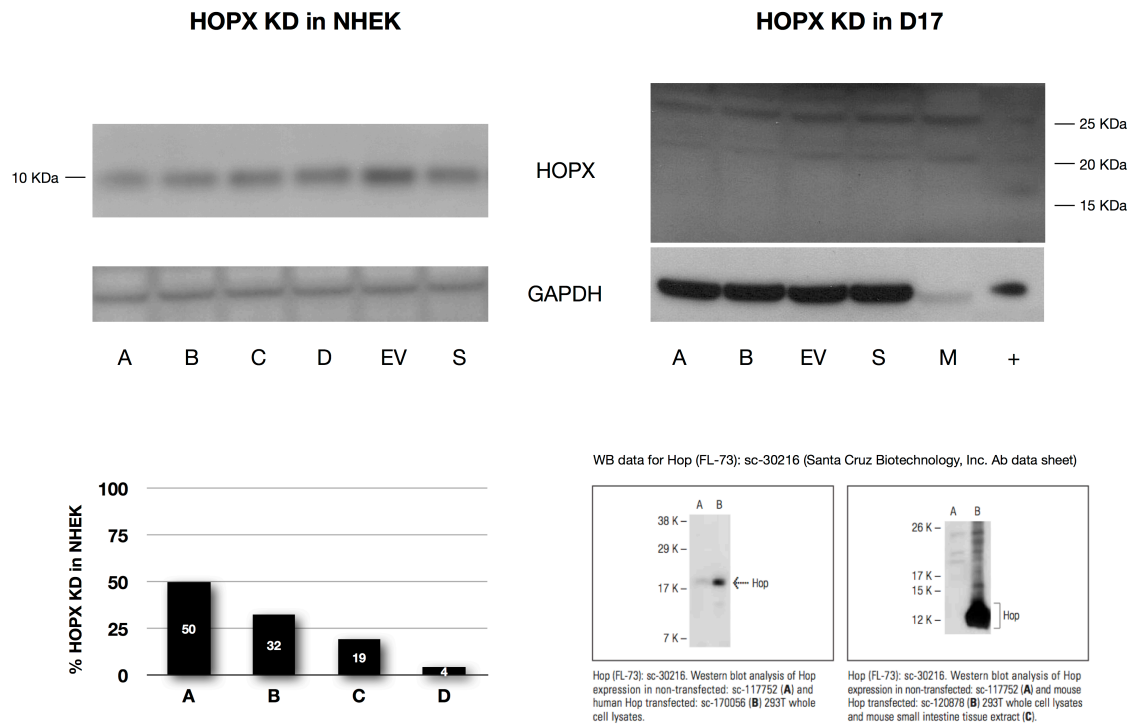 HOPX KD in NHEK
HOPX KD in D17
10 KDa
HOPX
25 KDa
20 KDa
15 KDa
GAPDH
A B C D EV S
A B EV S M +
% HOPX KD in NHEK
100
75
50
25
0
50
32
19
4
A B C D
WB data for Hop (FL-73): sc-30216 (Santa Cruz Biotechnology, Inc. Ab data sheet)
A B
38 K
29 K
17 K
7 K
Hop
Hop (FL-73): sc-30216. Western blot analysis of Hop
expression in non-transfected: sc-117752 (A) and
human Hop transfected: sc-170056 (B) 293T whole
cell lysates.
A B
26 K
17 K
15 K
12 K
Hop
Hop (FL-73): sc-30216. Western blot analysis of Hop
expression in non-transfected: sc-117752 (A) and mouse
Hop transfected: sc-120878 (B) 293T whole cell lysates
and mouse small intestine tissue extract (C).